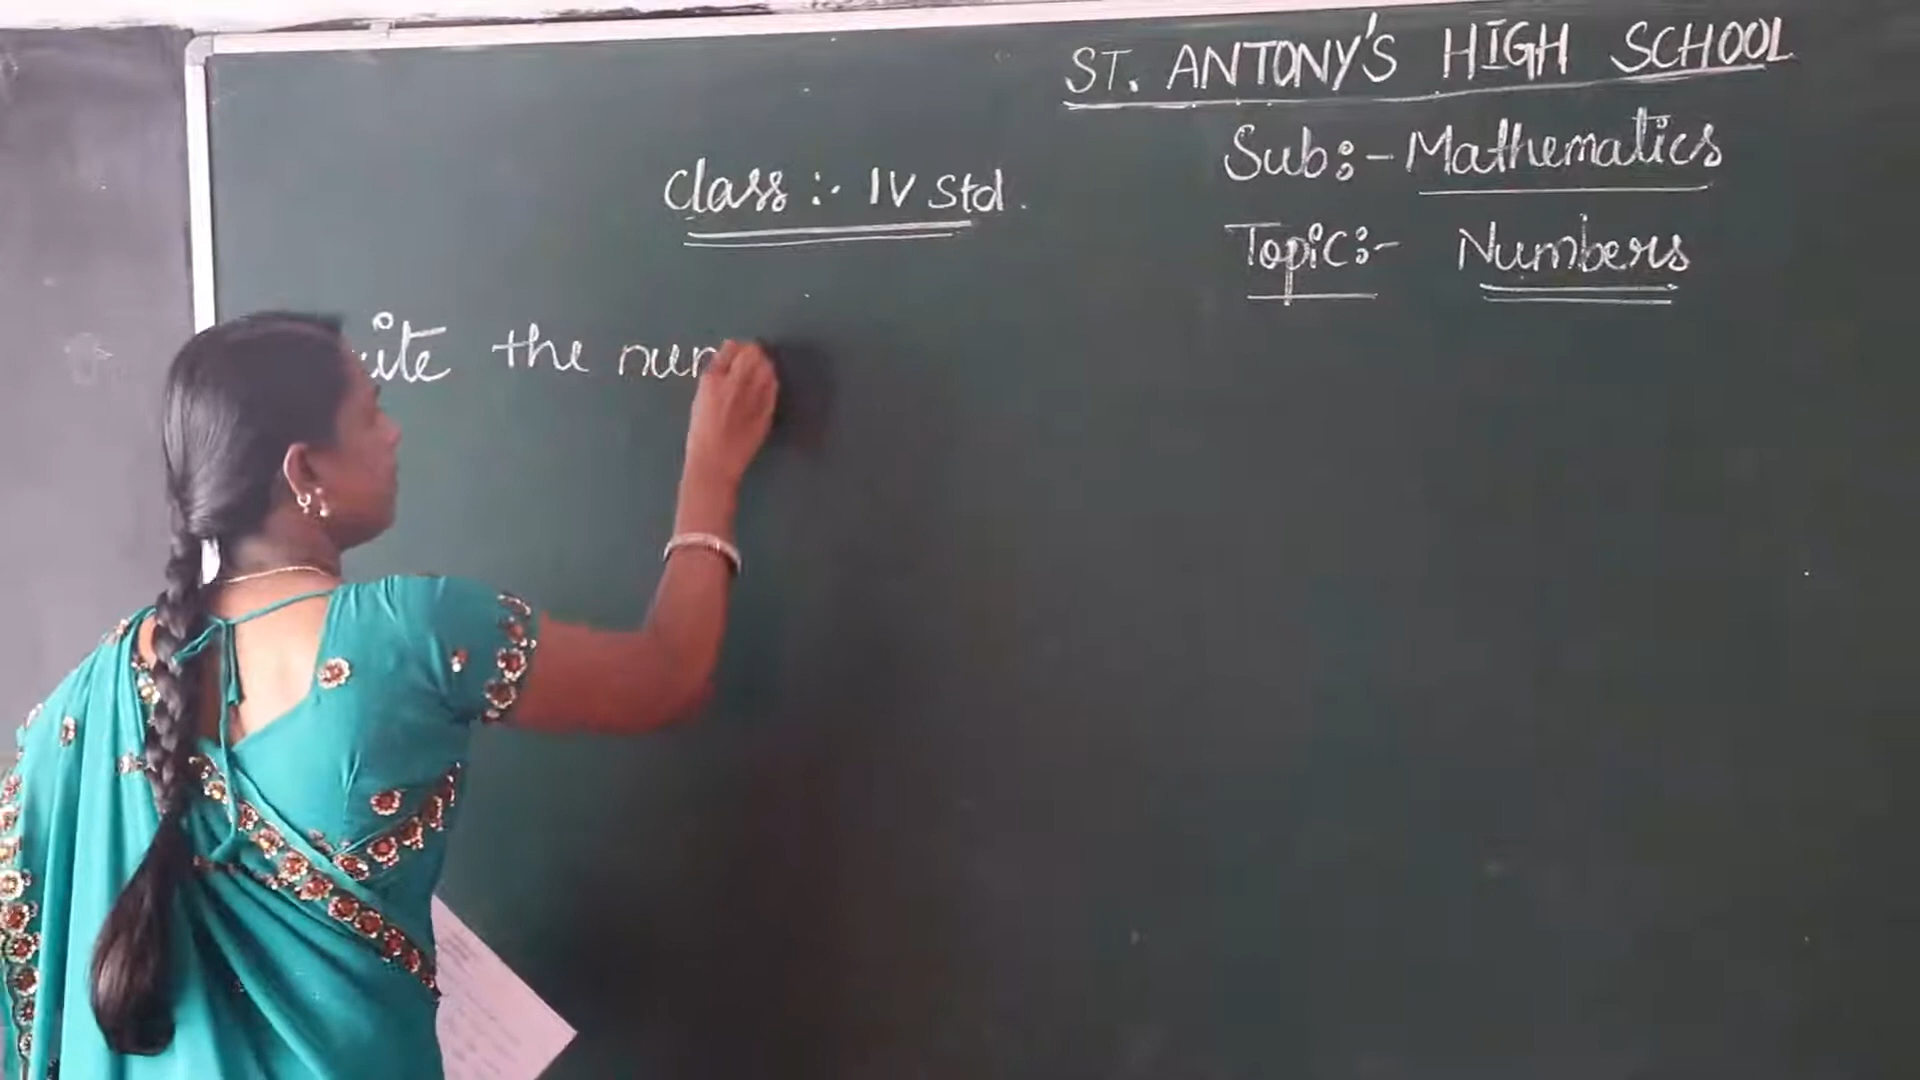 ST. ANTONY'S HIGH SCHOOL
Sub:- Mathematics
Class :- IV Std.
Topic:- Numbers
the